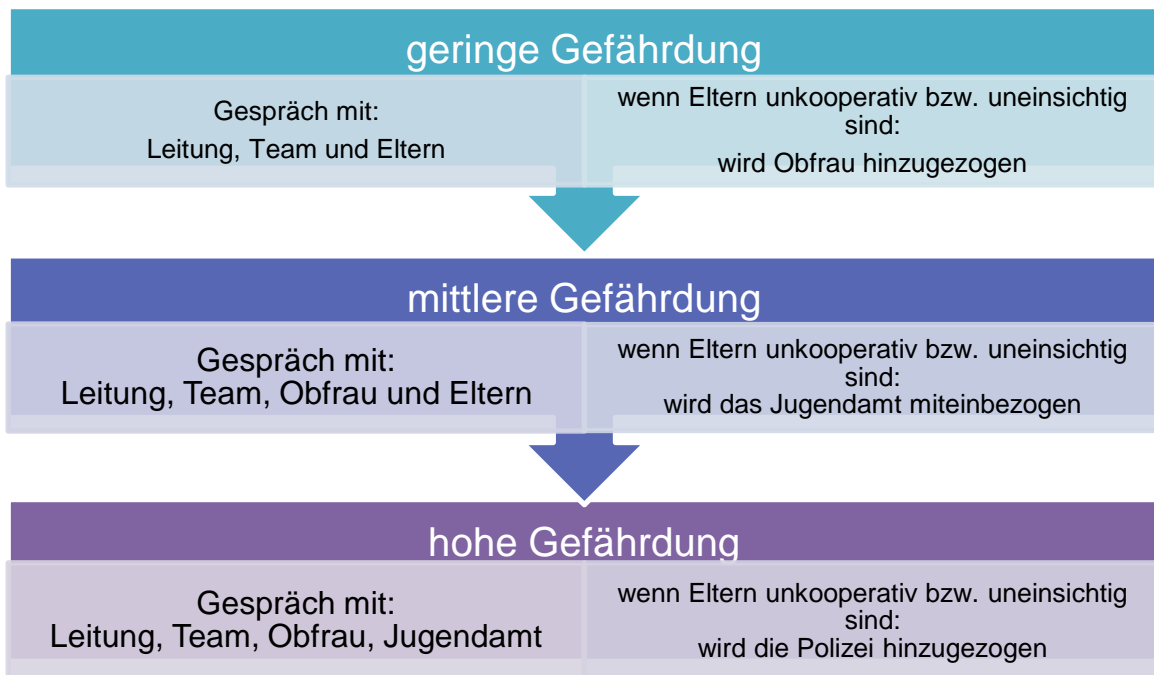 geringe Gefährdung
Gespräch mit:
Leitung, Team und Eltern
wenn Eltern unkooperativ bzw. uneinsichtig
sind:
wird Obfrau hinzugezogen
mittlere Gefährdung
Gespräch mit:
Leitung, Team, Obfrau und Eltern
wenn Eltern unkooperativ bzw. uneinsichtig
sind:
wird das Jugendamt miteinbezogen
hohe Gefährdung
Gespräch mit:
Leitung, Team, Obfrau, Jugendamt
wenn Eltern unkooperativ bzw. uneinsichtig
sind:
wird die Polizei hinzugezogen